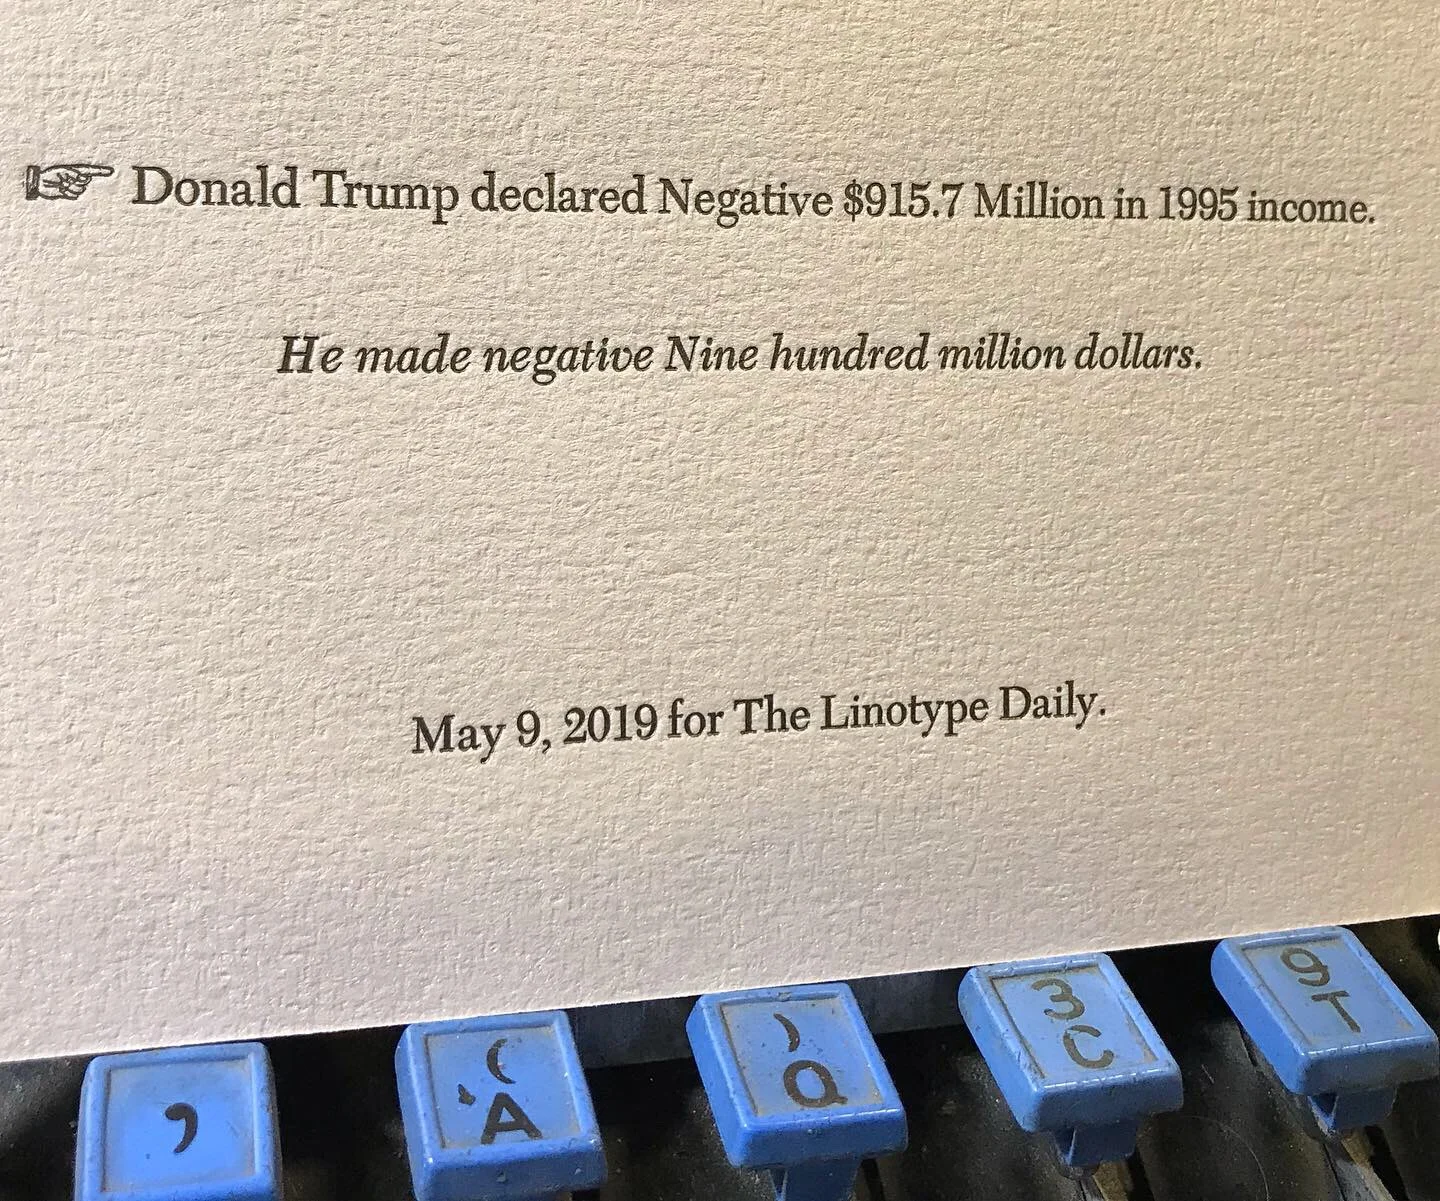 ☞ Donald Trump declared Negative $915.7 Million in 1995 income.
He made negative Nine hundred million dollars.
May 9, 2019 for The Linotype Daily.
,
(
'A
)
Q